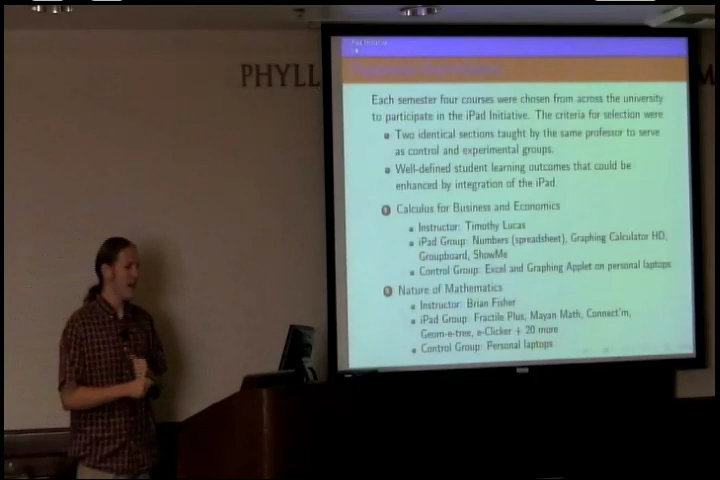 PHYLL
M
Each semester four courses were chosen from across the university
to participate in the iPad Initiative. The criteria for selection were
Two identical sections taught by the same professor to serve
as control and experimental groups.
Well-defined student learning outcomes that could be
enhanced by integration of the iPad.
1 Calculus for Business and Economics
Instructor: Timothy Lucas
iPad Group: Numbers (spreadsheet), Graphing Calculator HD,
Groupboard, ShowMe
Control Group: Excel and Graphing Applet on personal laptops
2 Nature of Mathematics
Instructor: Brian Fisher
iPad Group: Fractile Plus, Mayan Math, Connect'm,
Geom-e-tree, e-Clicker + 20 more
Control Group: Personal laptops